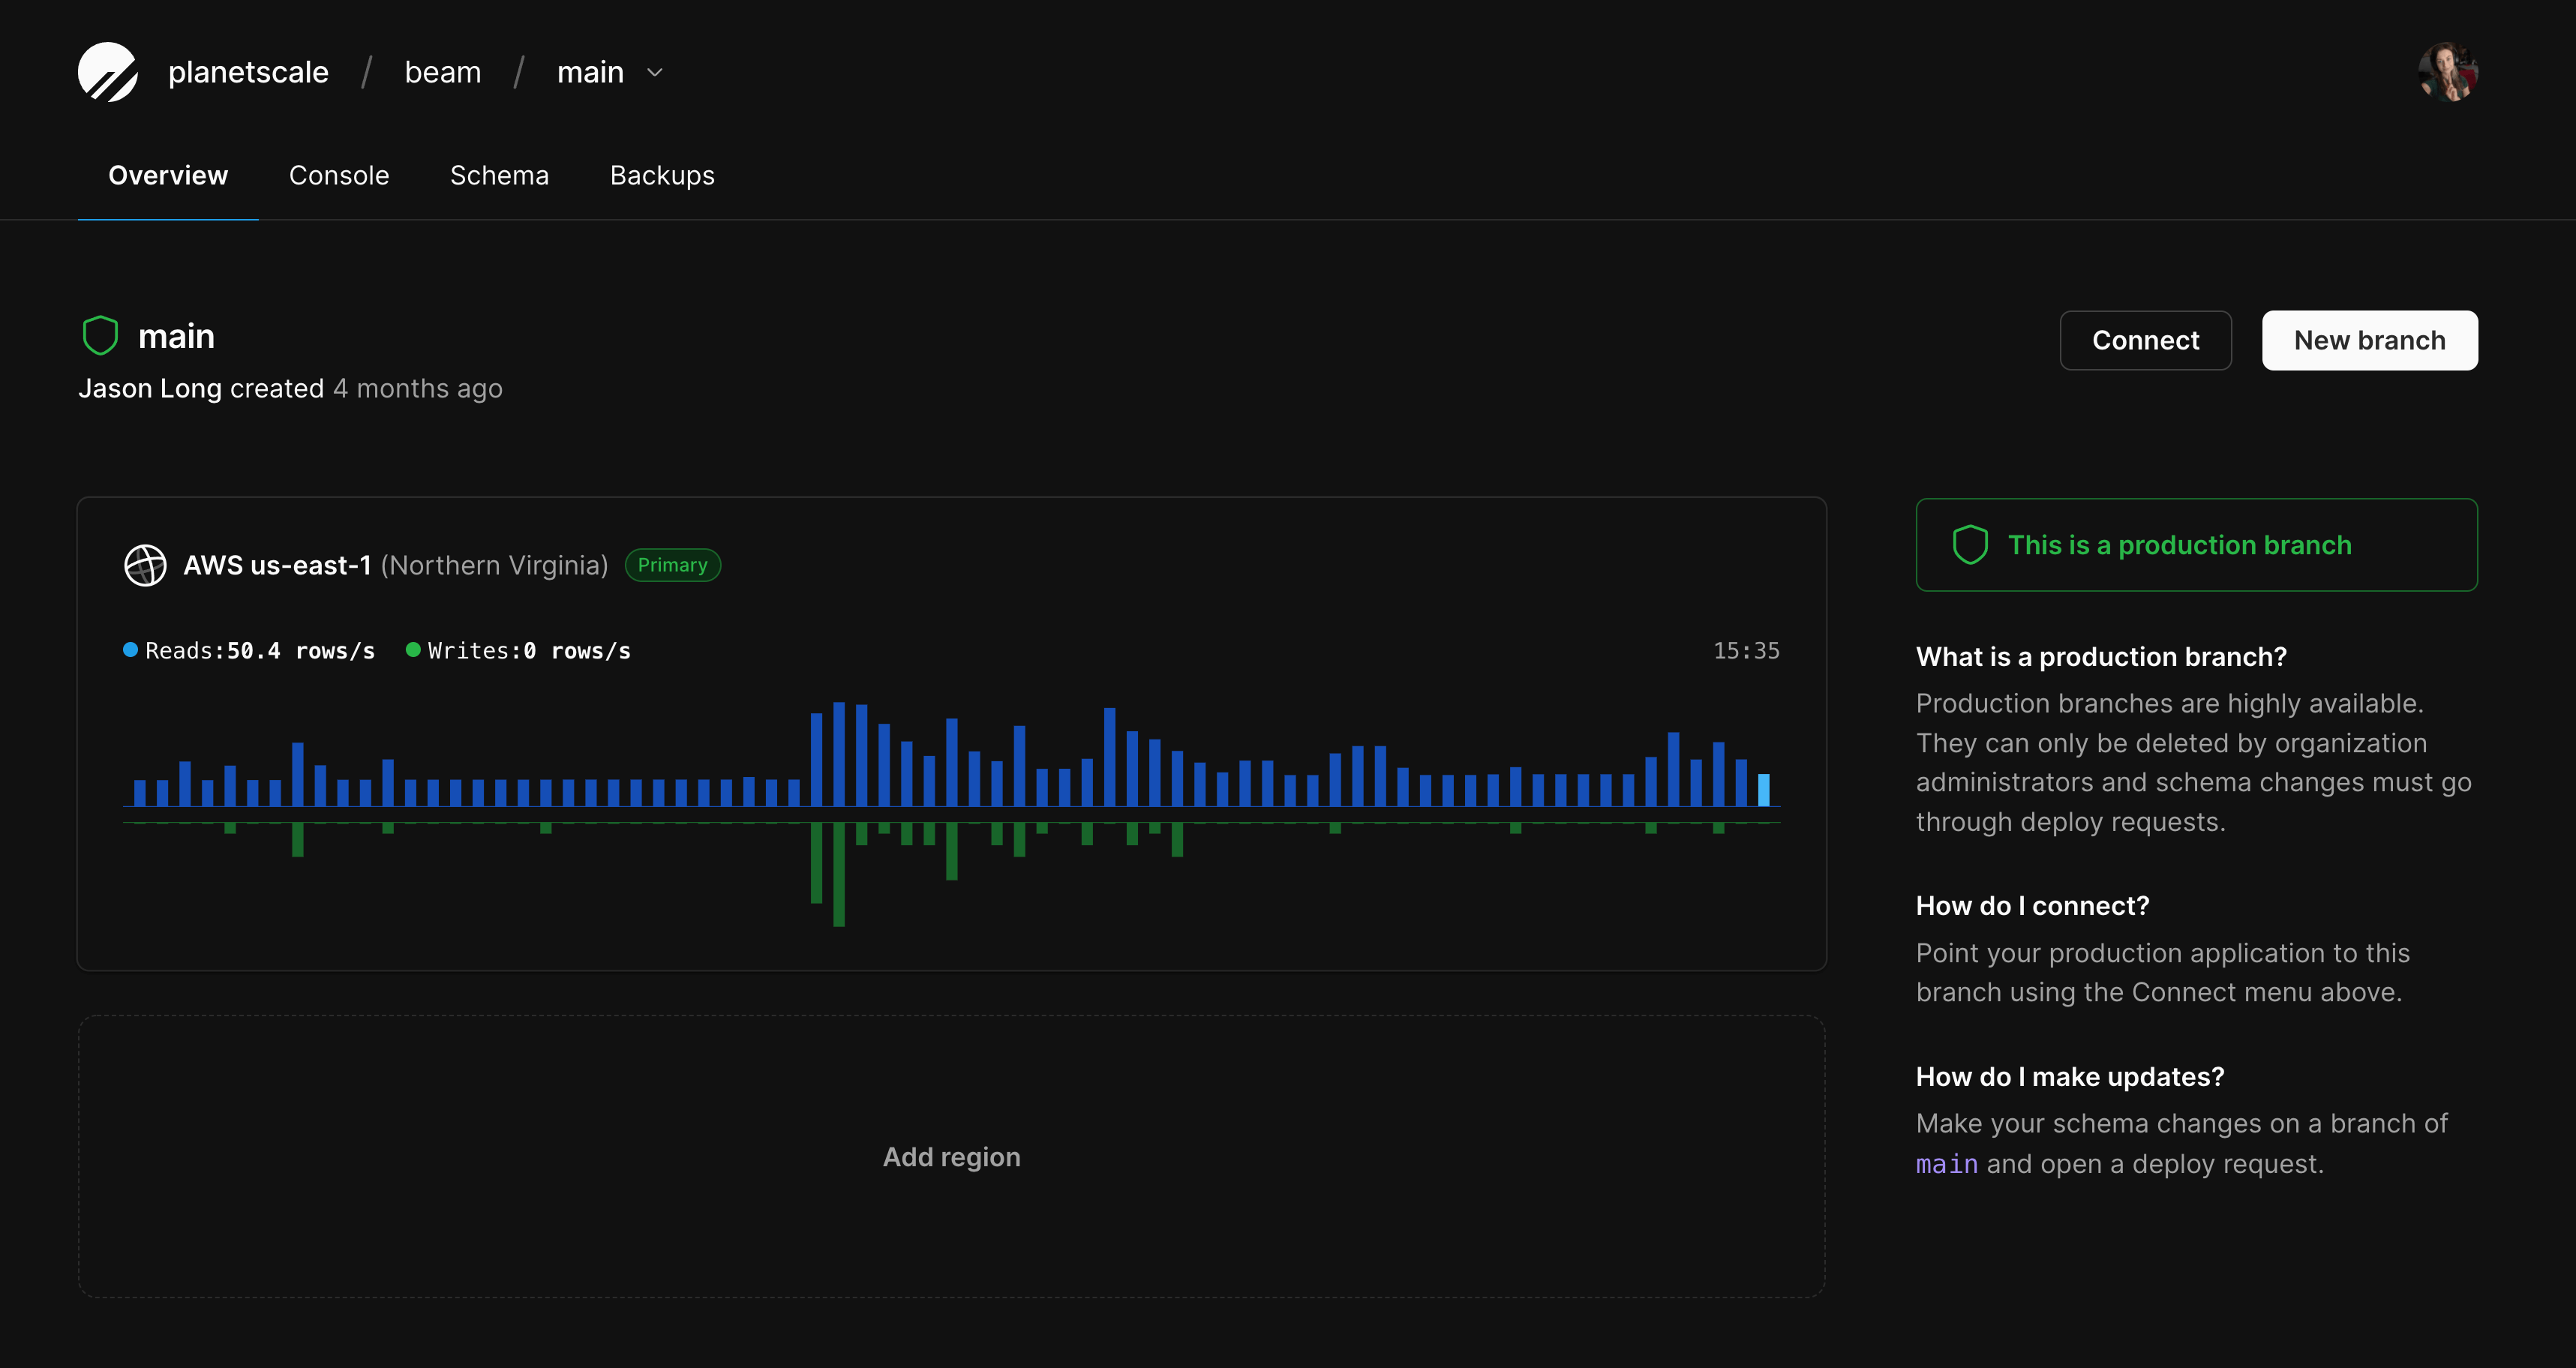 planetscale / beam / main
Overview Console Schema Backups
main
Jason Long created 4 months ago
Connect New branch
AWS us-east-1 (Northern Virginia) Primary
Reads:50.4 rows/s Writes:0 rows/s 15:35
Add region
This is a production branch
What is a production branch?
Production branches are highly available.
They can only be deleted by organization
administrators and schema changes must go
through deploy requests.
How do I connect?
Point your production application to this
branch using the Connect menu above.
How do I make updates?
Make your schema changes on a branch of
main and open a deploy request.